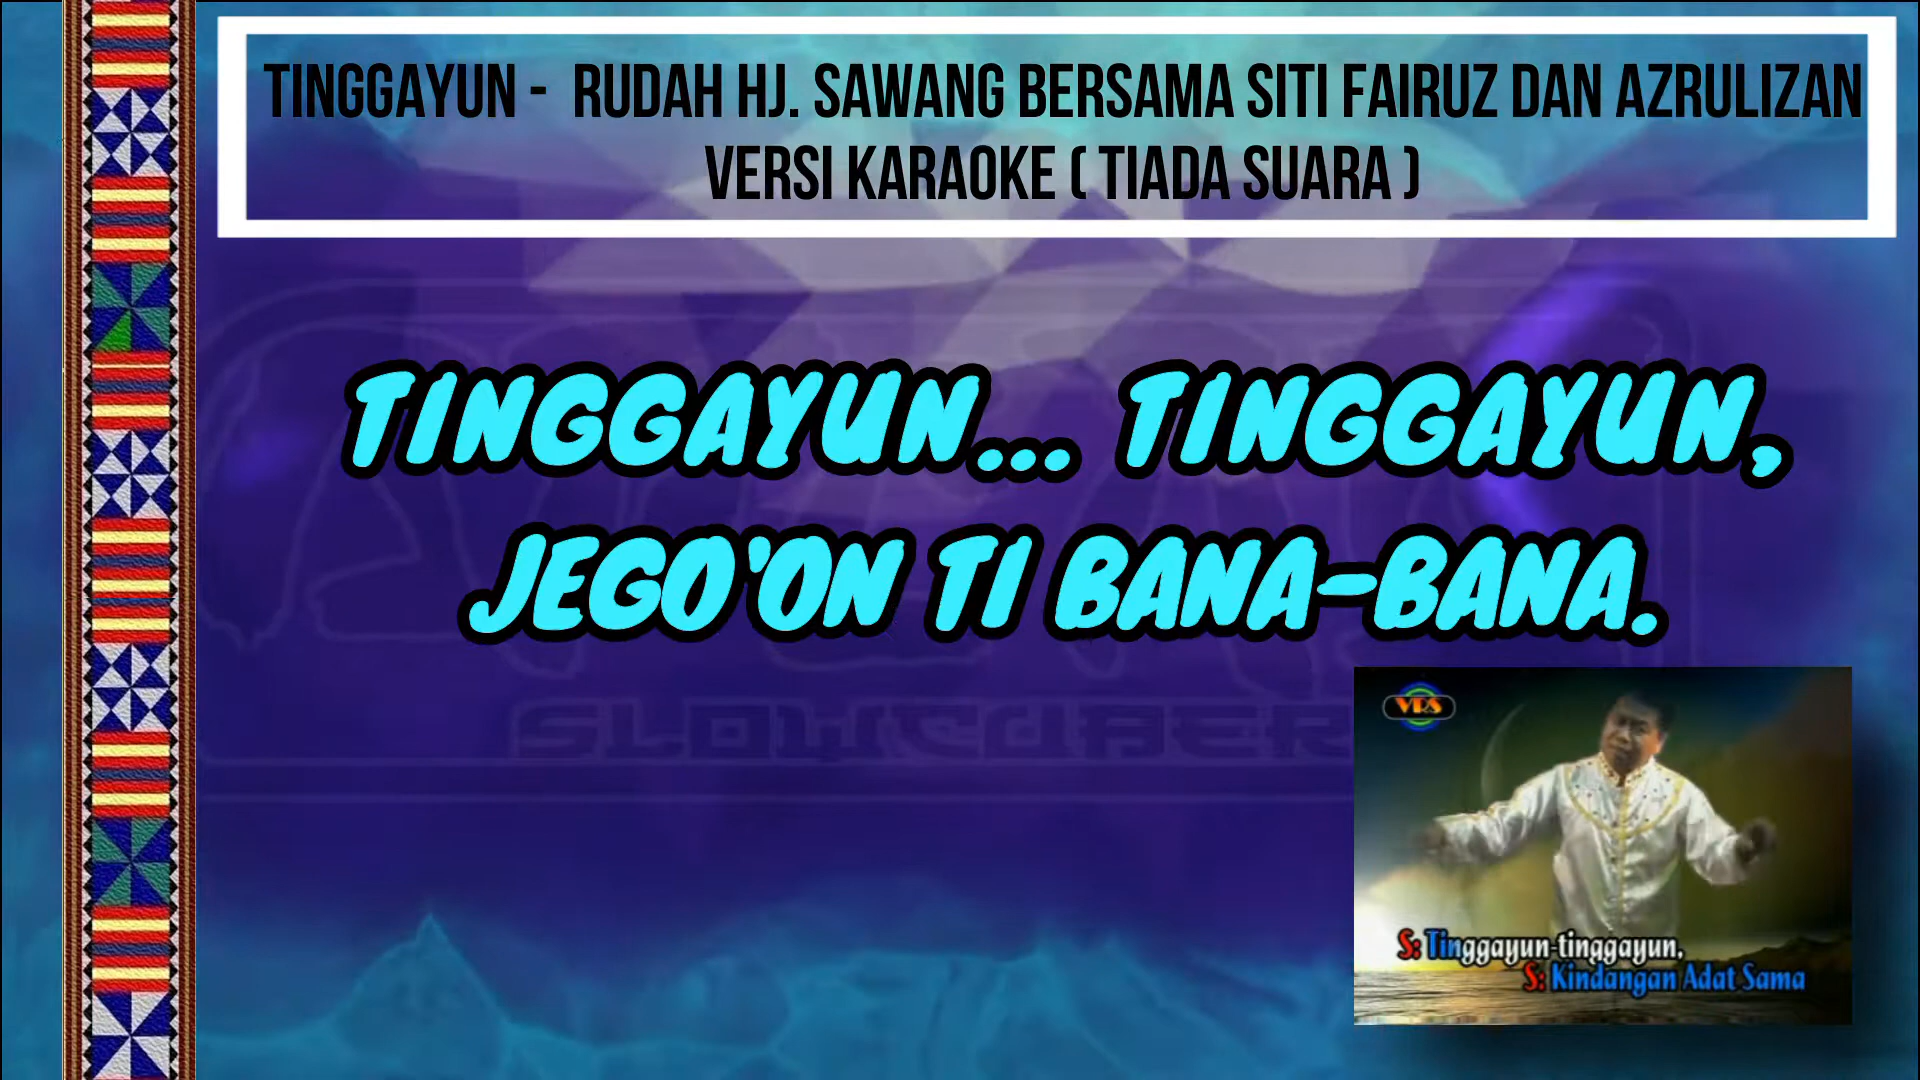 TINGGAYUN - RUDAH HJ. SAWANG BERSAMA SITI FAIRUZ DAN AZRULIZAN
VERSI KARAOKE ( TIADA SUARA )
TINGGAYUN... TINGGAYUN,
JEGO'ON TI BANA-BANA.
VRS
S: Tinggayun-tinggayun,
S: Kindangan Adat Sama